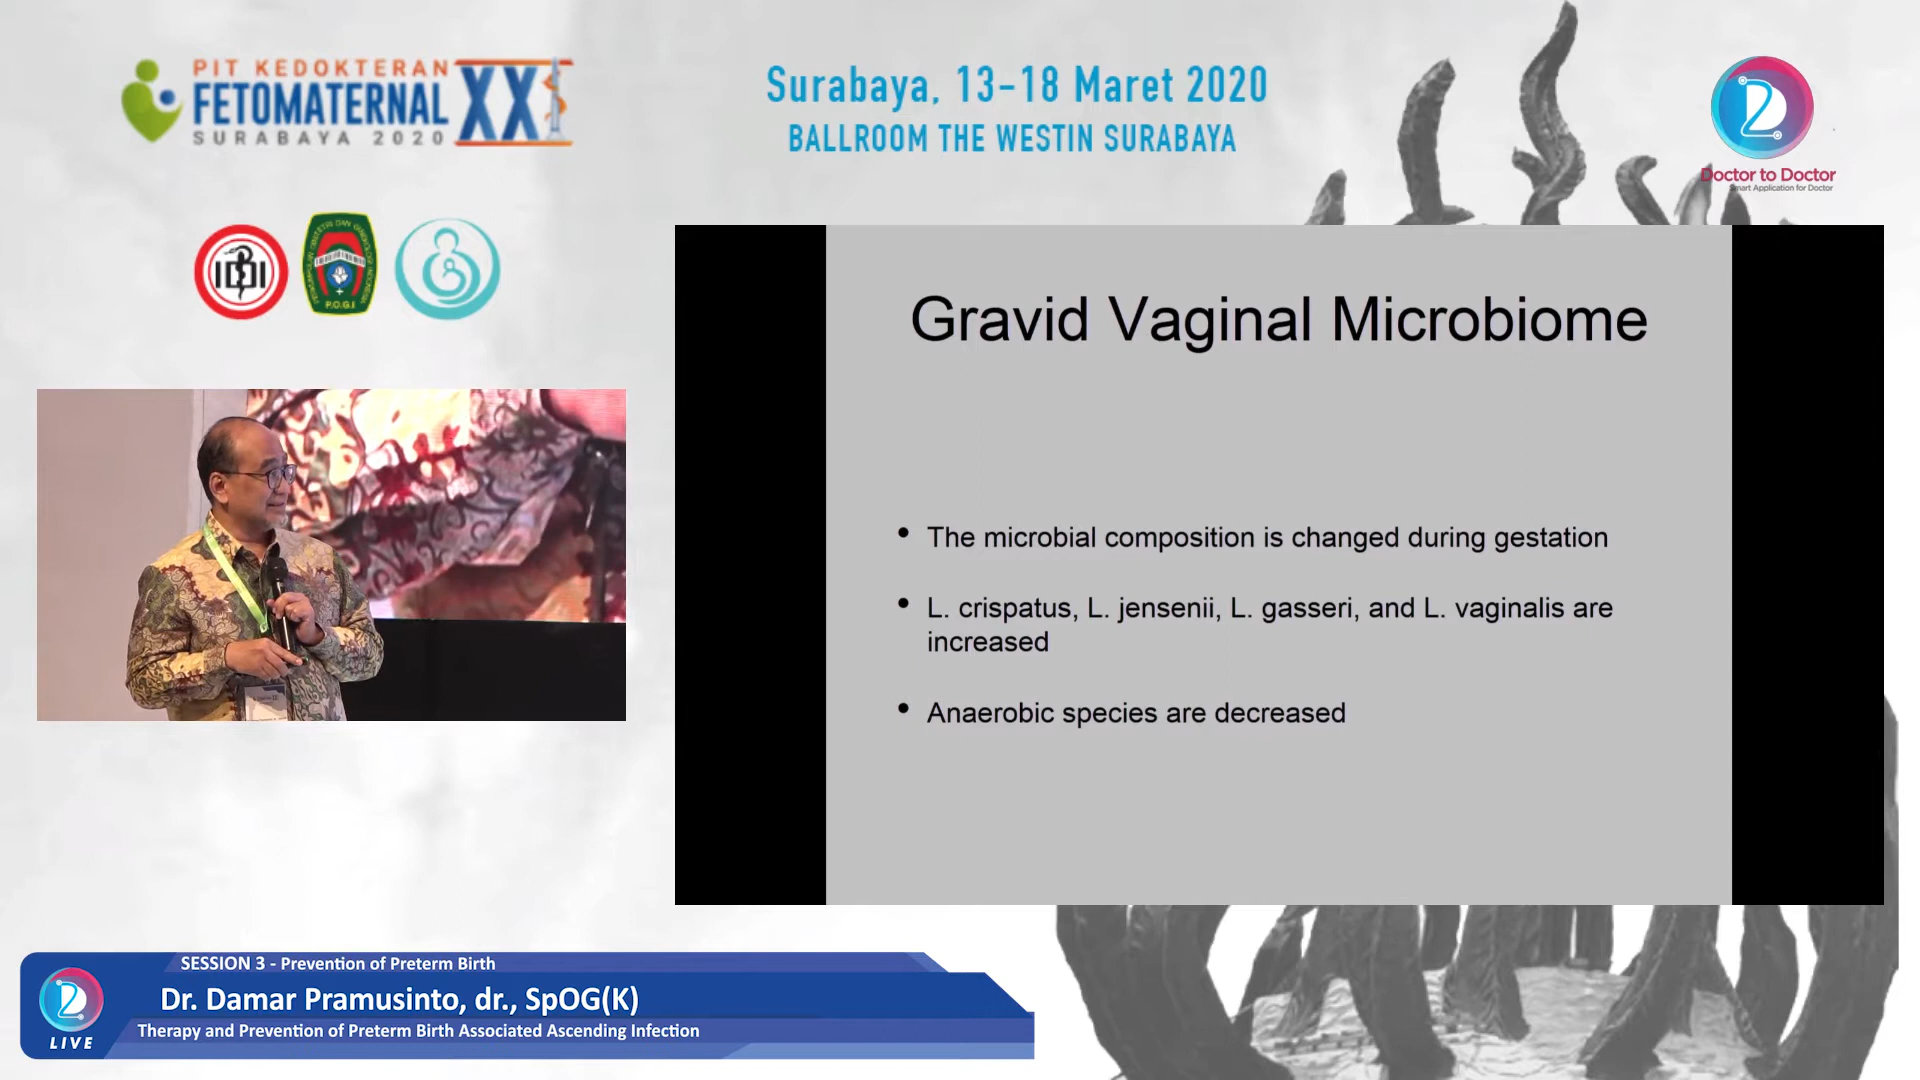 PIT KEDOKTERAN
FETOMATERNAL
SURABAYA 2020
XXI
Surabaya, 13-18 Maret 2020
BALLROOM THE WESTIN SURABAYA
Doctor to Doctor
Smart Application for Doctor
IDI
P.O.G.I
Gravid Vaginal Microbiome
• The microbial composition is changed during gestation
• L. crispatus, L. jensenii, L. gasseri, and L. vaginalis are
increased
• Anaerobic species are decreased
SESSION 3 - Prevention of Preterm Birth
Dr. Damar Pramusinto, dr., SpOG(K)
Therapy and Prevention of Preterm Birth Associated Ascending Infection
LIVE